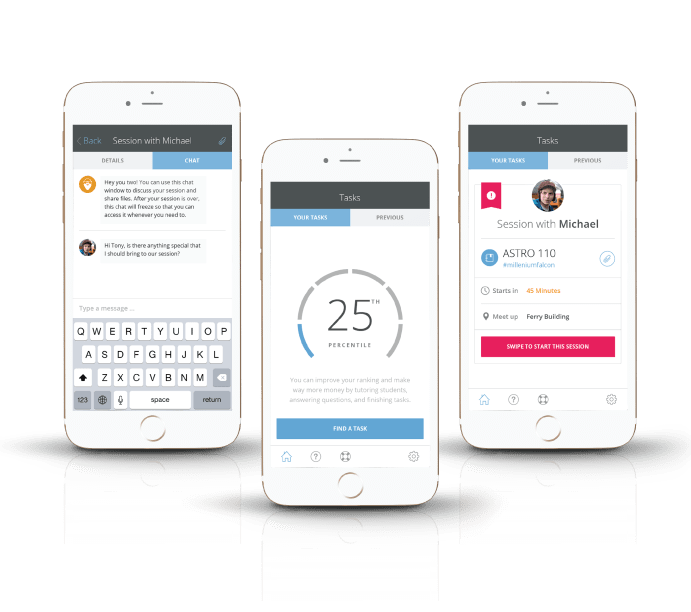 Back Session with Michael
DETAILS CHAT
Hey you two! You can use this chat
window to discuss your session and
share files. After your session is over,
this chat will freeze so that you can
access it whenever you need to.
Hi Tony, is there anything special that
I should bring to our session?
Type a message ...
Q W E R T Y U I O P
A S D F G H J K L
Z X C V B N M
123 space return
Tasks
YOUR TASKS PREVIOUS
25TH
PERCENTILE
You can improve your ranking and make
way more money by tutoring students,
answering questions, and finishing tasks.
FIND A TASK
?
Tasks
YOUR TASKS PREVIOUS
!
Session with Michael
ASTRO 110
#milleniumfalcon
Starts in 45 Minutes
Meet up Ferry Building
SWIPE TO START THIS SESSION
?